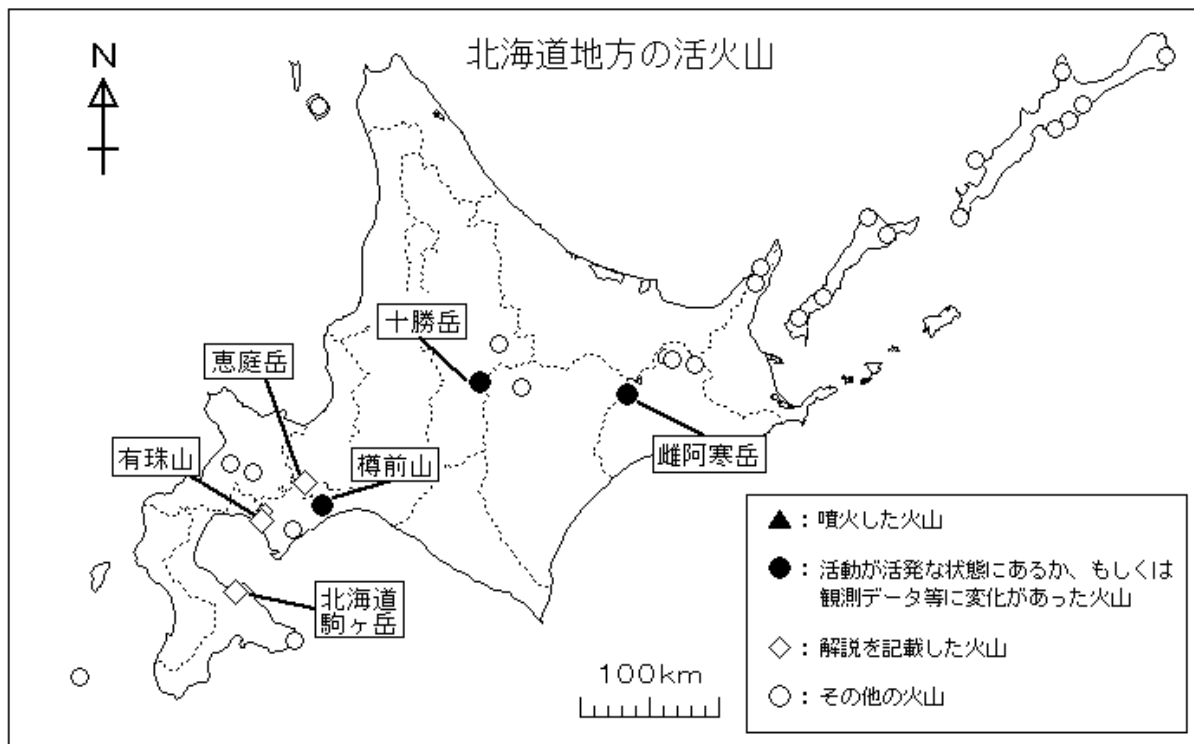 北海道地方の活火山
N
十勝岳
恵庭岳
有珠山
樽前山
雌阿寒岳
北海道
駒ヶ岳
100km
▲：噴火した火山
●：活動が活発な状態にあるか、もしくは
観測データ等に変化があった火山
◇：解説を記載した火山
○：その他の火山